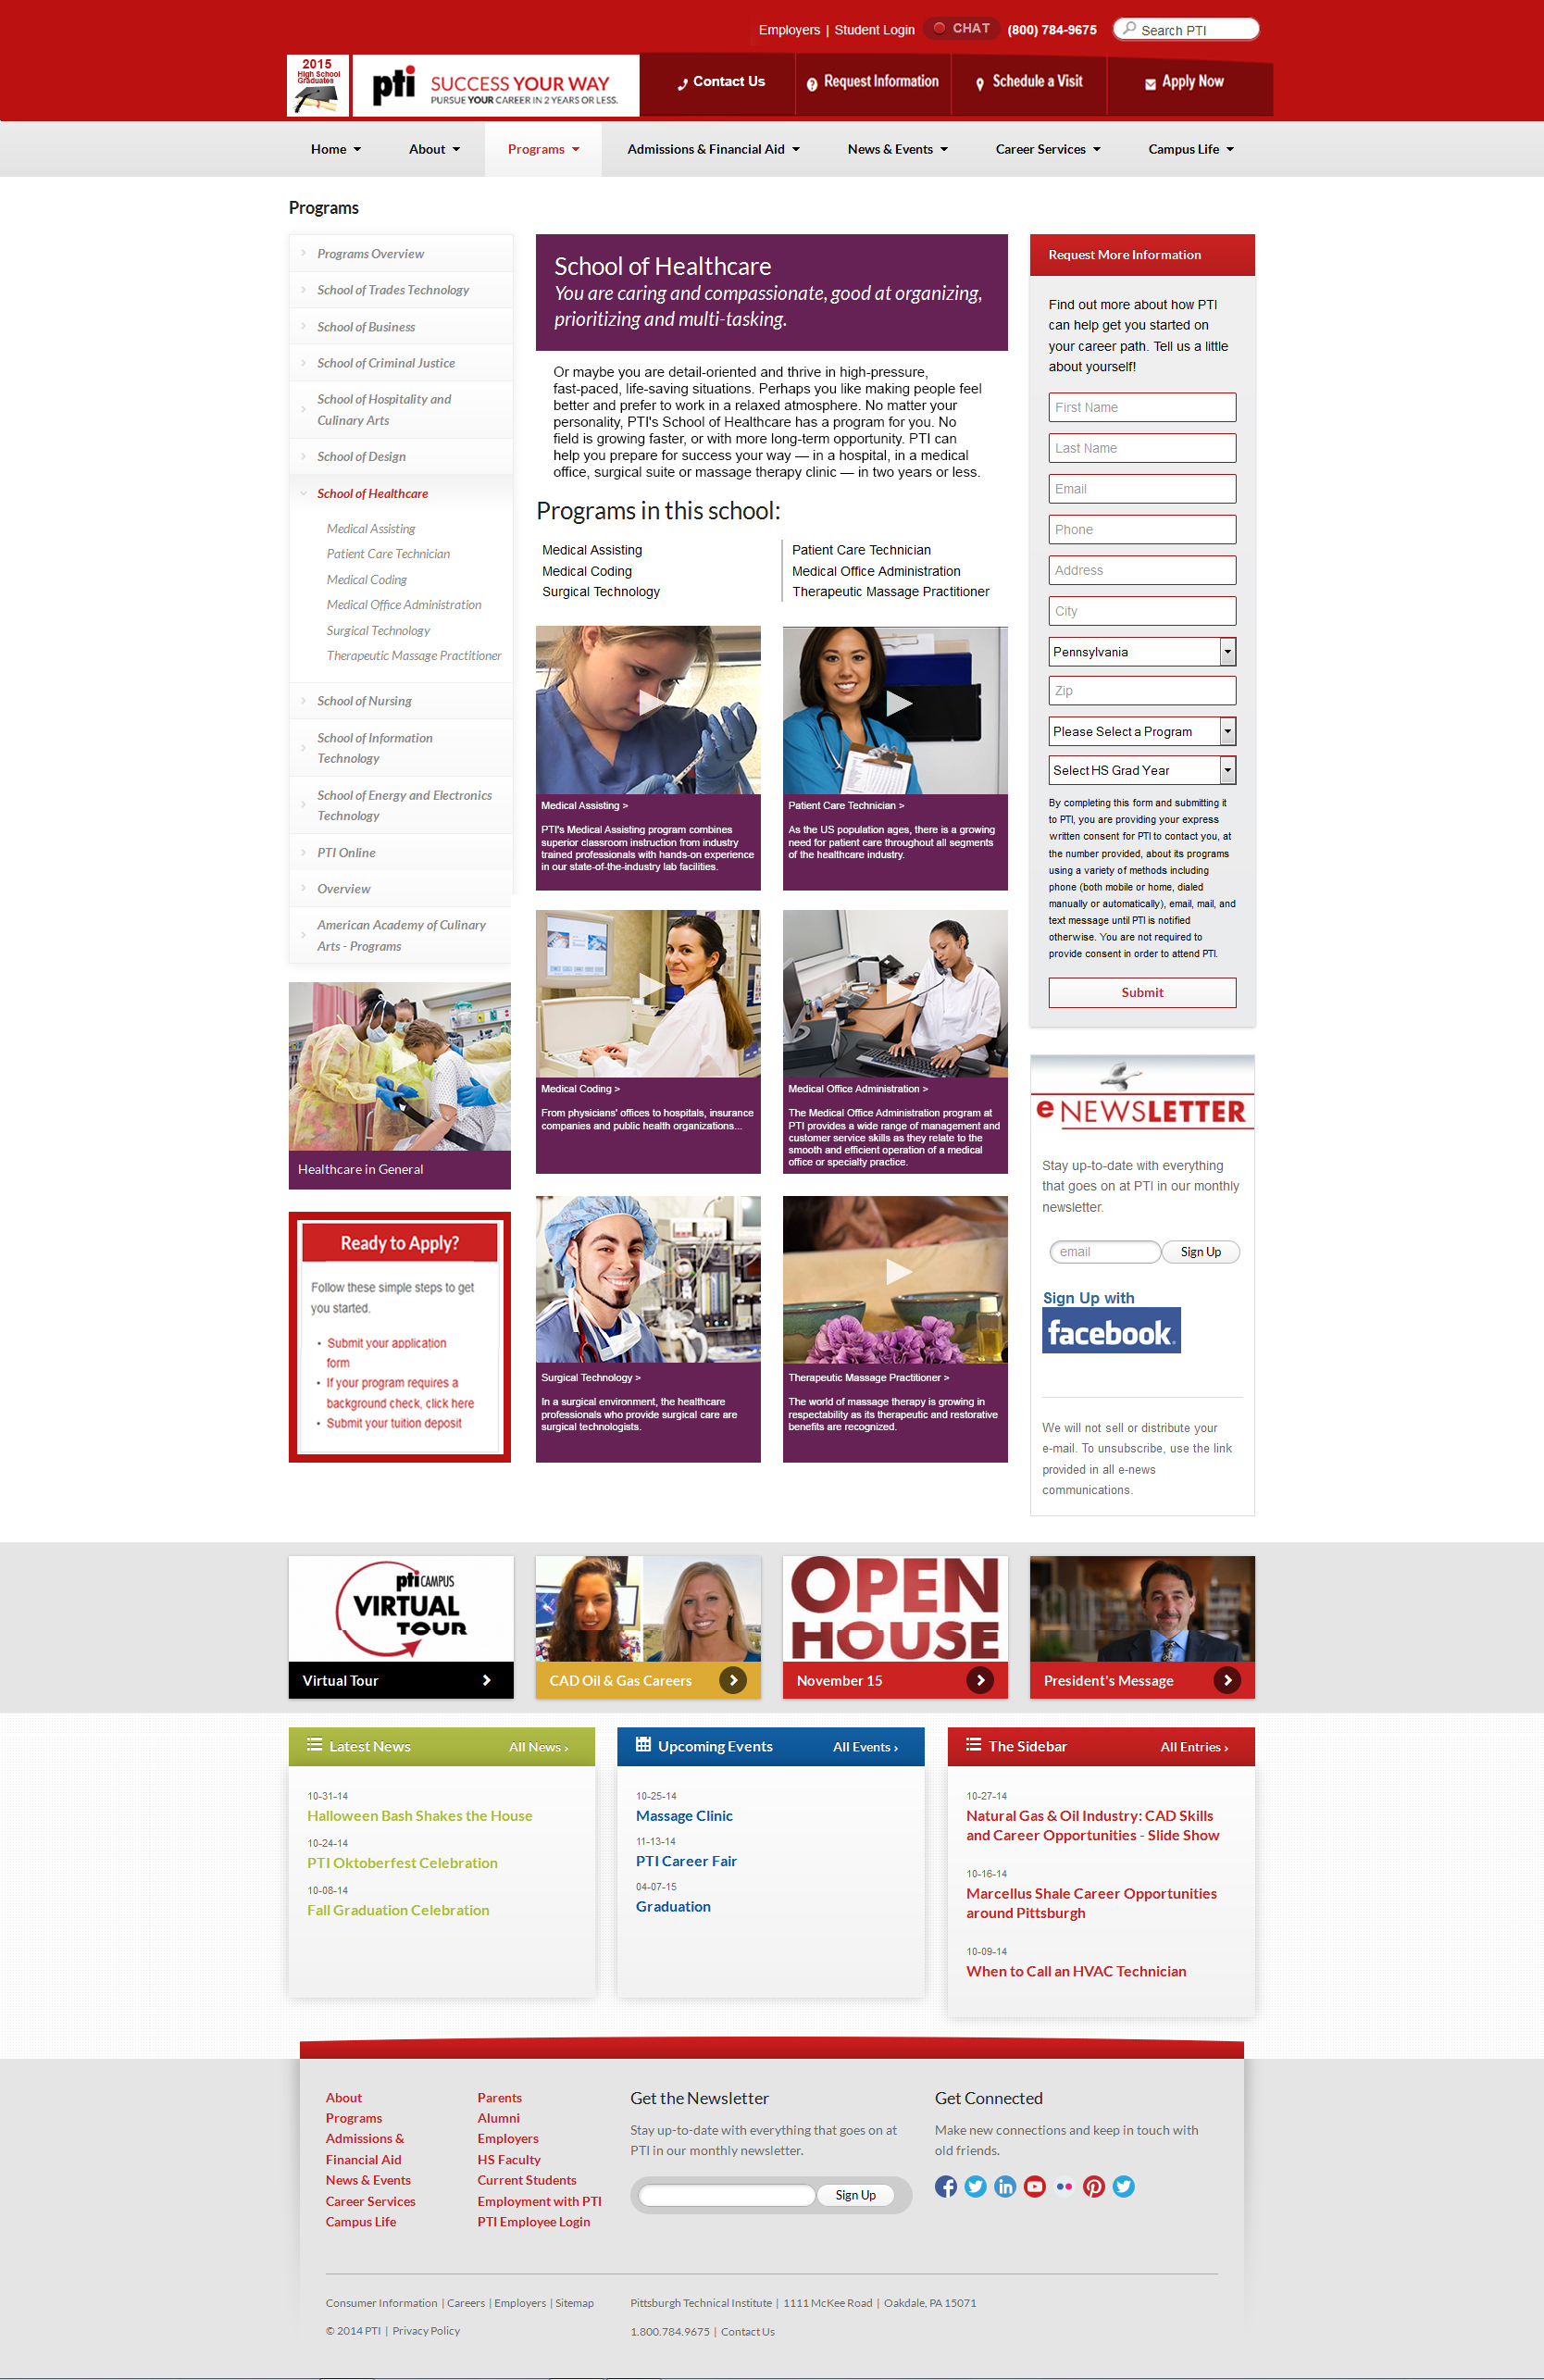 Employers | Student Login
CHAT
(800) 784-9675
Search PTI
2015
High School
Graduates
pti
SUCCESS YOUR WAY
PURSUE YOUR CAREER IN 2 YEARS OR LESS.
Contact Us
Request Information
Schedule a Visit
Apply Now
Home
About
Programs
Admissions & Financial Aid
News & Events
Career Services
Campus Life
Programs
Programs Overview
School of Trades Technology
School of Business
School of Criminal Justice
School of Hospitality and
Culinary Arts
School of Design
School of Healthcare
Medical Assisting
Patient Care Technician
Medical Coding
Medical Office Administration
Surgical Technology
Therapeutic Massage Practitioner
School of Nursing
School of Information
Technology
School of Energy and Electronics
Technology
PTI Online
Overview
American Academy of Culinary
Arts - Programs
Healthcare in General
Ready to Apply?
Follow these simple steps to get
you started.
• Submit your application
form
• If your program requires a
background check, click here
• Submit your tuition deposit
School of Healthcare
You are caring and compassionate, good at organizing,
prioritizing and multi-tasking.
Or maybe you are detail-oriented and thrive in high-pressure,
fast-paced, life-saving situations. Perhaps you like making people feel
better and prefer to work in a relaxed atmosphere. No matter your
personality, PTI's School of Healthcare has a program for you. No
field is growing faster, or with more long-term opportunity. PTI can
help you prepare for success your way — in a hospital, in a medical
office, surgical suite or massage therapy clinic — in two years or less.
Programs in this school:
Medical Assisting
Medical Coding
Surgical Technology
Patient Care Technician
Medical Office Administration
Therapeutic Massage Practitioner
Medical Assisting >
PTI's Medical Assisting program combines
superior classroom instruction from industry
trained professionals with hands-on experience
in our state-of-the-industry lab facilities.
Patient Care Technician >
As the US population ages, there is a growing
need for patient care throughout all segments
of the healthcare industry.
Medical Coding >
From physicians' offices to hospitals, insurance
companies and public health organizations...
Medical Office Administration >
The Medical Office Administration program at
PTI provides a wide range of management and
customer service skills as they relate to the
smooth and efficient operation of a medical
office or specialty practice.
Surgical Technology >
In a surgical environment, the healthcare
professionals who provide surgical care are
surgical technologists.
Therapeutic Massage Practitioner >
The world of massage therapy is growing in
respectability as its therapeutic and restorative
benefits are recognized.
Request More Information
Find out more about how PTI
can help get you started on
your career path. Tell us a little
about yourself!
First Name
Last Name
Email
Phone
Address
City
Pennsylvania
Zip
Please Select a Program
Select HS Grad Year
By completing this form and submitting it
to PTI, you are providing your express
written consent for PTI to contact you, at
the number provided, about its programs
using a variety of methods including
phone (both mobile or home, dialed
manually or automatically), email, mail, and
text message until PTI is notified
otherwise. You are not required to
provide consent in order to attend PTI.
Submit
e NEWSLETTER
Stay up-to-date with everything
that goes on at PTI in our monthly
newsletter.
email
Sign Up
Sign Up with
facebook
We will not sell or distribute your
e-mail. To unsubscribe, use the link
provided in all e-news
communications.
pti CAMPUS
VIRTUAL
TOUR
Virtual Tour
CAD Oil & Gas Careers
OPEN
HOUSE
November 15
President's Message
Latest News
All News ›
10-31-14
Halloween Bash Shakes the House
10-24-14
PTI Oktoberfest Celebration
10-08-14
Fall Graduation Celebration
Upcoming Events
All Events ›
10-25-14
Massage Clinic
11-13-14
PTI Career Fair
04-07-15
Graduation
The Sidebar
All Entries ›
10-27-14
Natural Gas & Oil Industry: CAD Skills
and Career Opportunities - Slide Show
10-16-14
Marcellus Shale Career Opportunities
around Pittsburgh
10-09-14
When to Call an HVAC Technician
About
Programs
Admissions &
Financial Aid
News & Events
Career Services
Campus Life
Parents
Alumni
Employers
HS Faculty
Current Students
Employment with PTI
PTI Employee Login
Get the Newsletter
Stay up-to-date with everything that goes on at
PTI in our monthly newsletter.
Sign Up
Get Connected
Make new connections and keep in touch with
old friends.
Consumer Information | Careers | Employers | Sitemap
© 2014 PTI | Privacy Policy
Pittsburgh Technical Institute | 1111 McKee Road | Oakdale, PA 15071
1.800.784.9675 | Contact Us